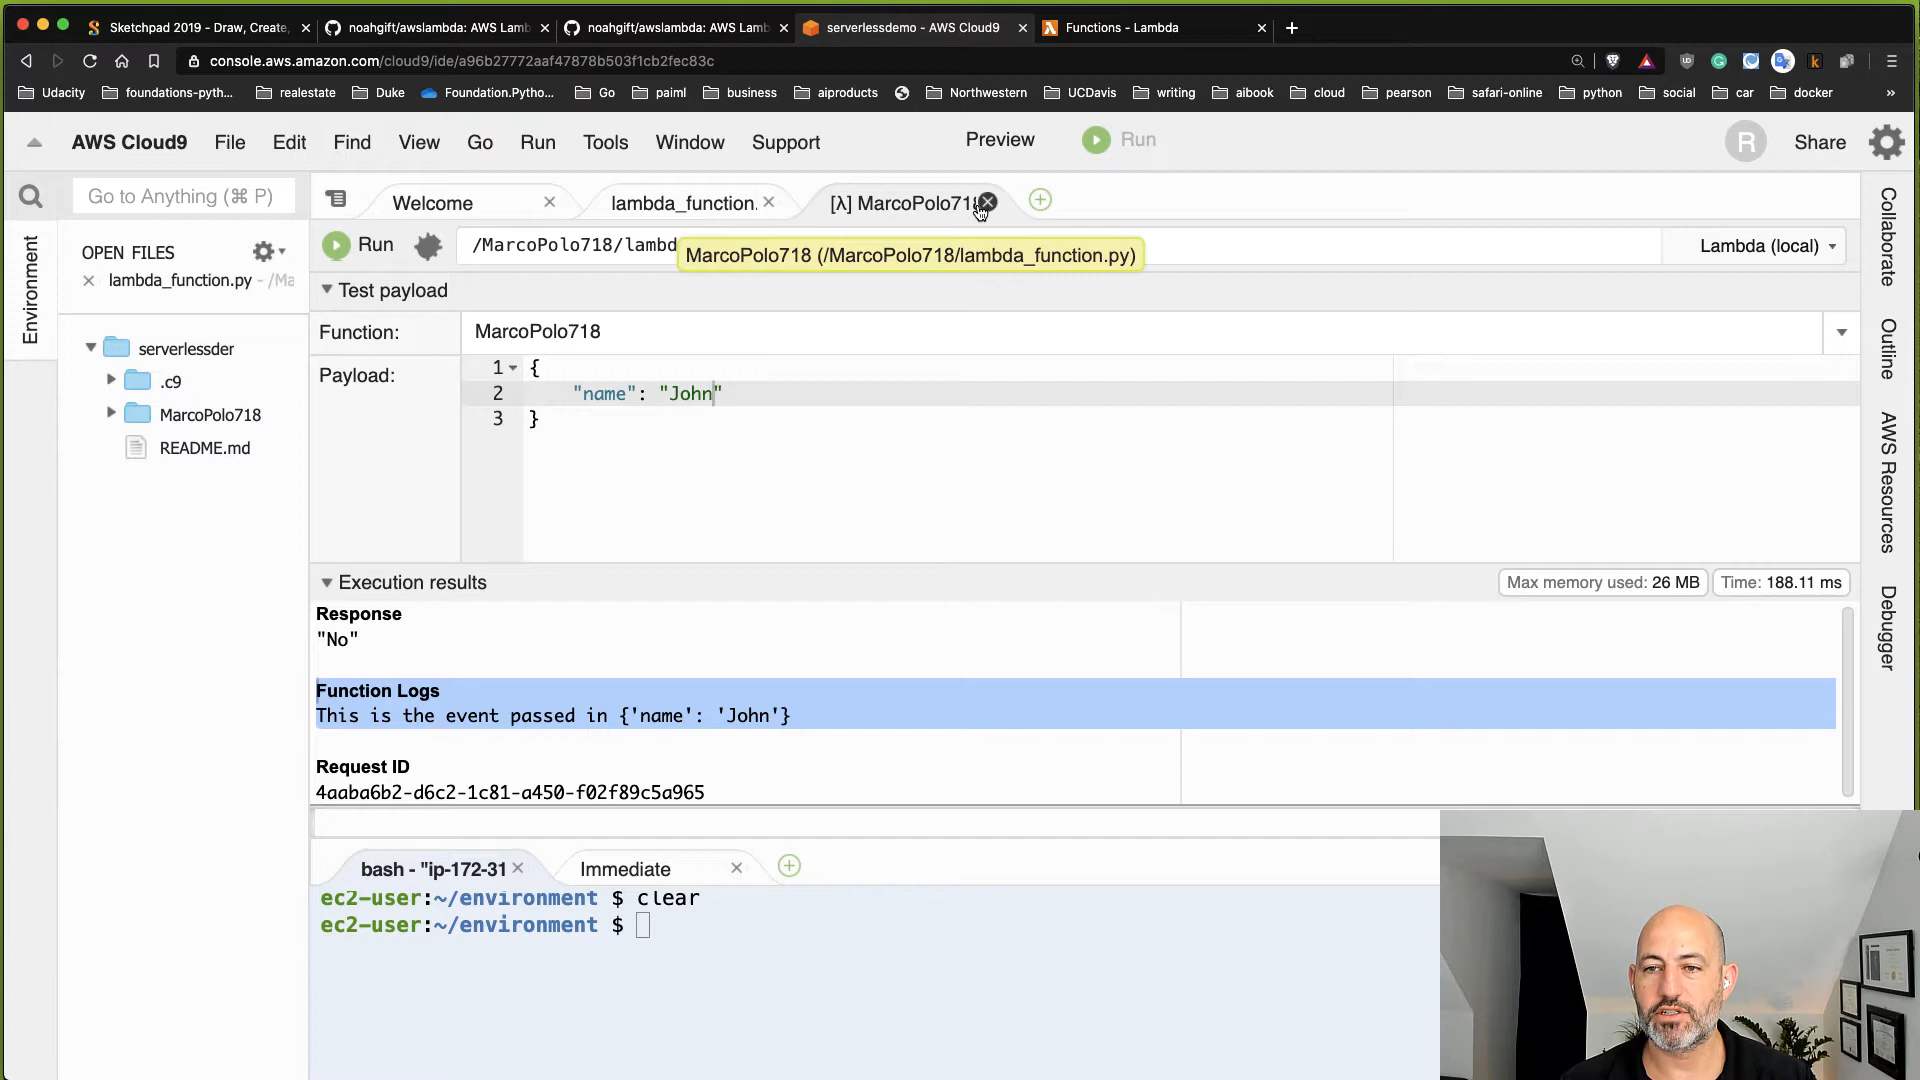 Sketchpad 2019 - Draw, Create,
noahgift/awslambda: AWS Lamb
noahgift/awslambda: AWS Lamb
serverlessdemo - AWS Cloud9
Functions - Lambda
console.aws.amazon.com/cloud9/ide/a96b27772aaf47878b503f1cb2fec83c
Udacity
foundations-pyth...
realestate
Duke
Foundation.Pytho...
Go
paiml
business
aiproducts
Northwestern
UCDavis
writing
aibook
cloud
pearson
safari-online
python
social
car
docker
»
AWS Cloud9
File
Edit
Find
View
Go
Run
Tools
Window
Support
Preview
Run
R
Share
Go to Anything (⌘ P)
Welcome
lambda_function.
[λ] MarcoPolo718
Environment
OPEN FILES
lambda_function.py - /Ma
serverlessder
.c9
MarcoPolo718
README.md
Run
/MarcoPolo718/lambd
MarcoPolo718 (/MarcoPolo718/lambda_function.py)
Lambda (local)
Test payload
Function:
MarcoPolo718
Payload:
1 {
2 "name": "John"
3 }
Execution results
Max memory used: 26 MB
Time: 188.11 ms
Response
"No"
Function Logs
This is the event passed in {'name': 'John'}
Request ID
4aaba6b2-d6c2-1c81-a450-f02f89c5a965
bash - "ip-172-31
Immediate
ec2-user:~/environment $ clear
ec2-user:~/environment $
Collaborate
Outline
AWS Resources
Debugger